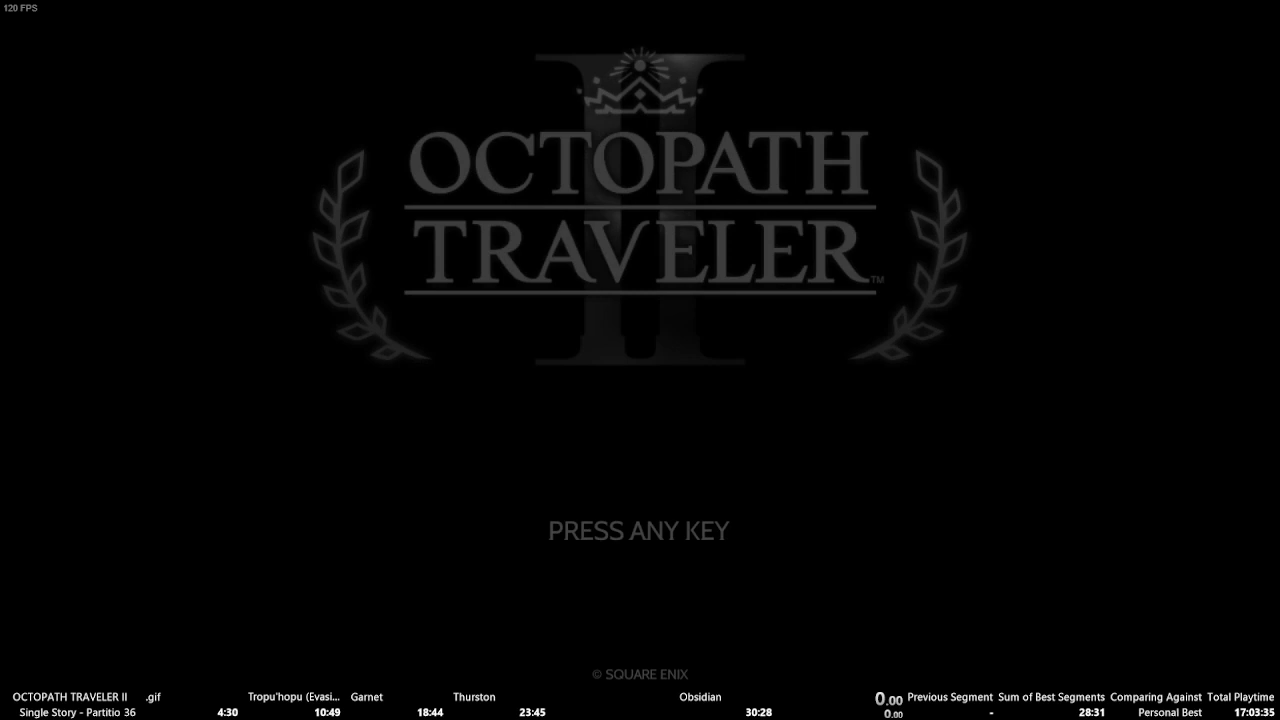 120 FPS
II
OCTOPATH
TRAVELER™
PRESS ANY KEY
© SQUARE ENIX
OCTOPATH TRAVELER II .gif Tropu'hopu (Evasi... Garnet Thurston Obsidian 0.00 Previous Segment Sum of Best Segments Comparing Against Total Playtime
Single Story - Partitio 36 4:30 10:49 18:44 23:45 30:28 0.00 - 28:31 Personal Best 17:03:35